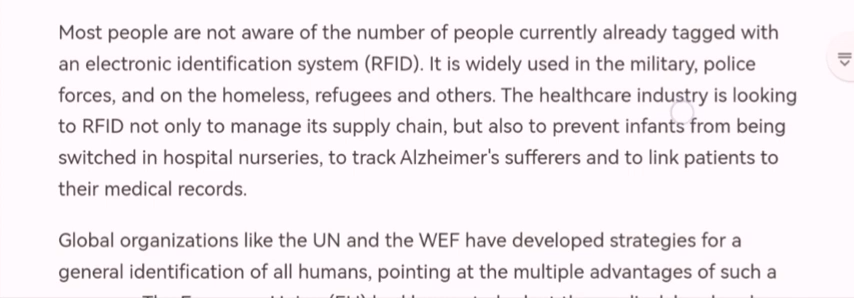 Most people are not aware of the number of people currently already tagged with
an electronic identification system (RFID). It is widely used in the military, police
forces, and on the homeless, refugees and others. The healthcare industry is looking
to RFID not only to manage its supply chain, but also to prevent infants from being
switched in hospital nurseries, to track Alzheimer's sufferers and to link patients to
their medical records.
Global organizations like the UN and the WEF have developed strategies for a
general identification of all humans, pointing at the multiple advantages of such a